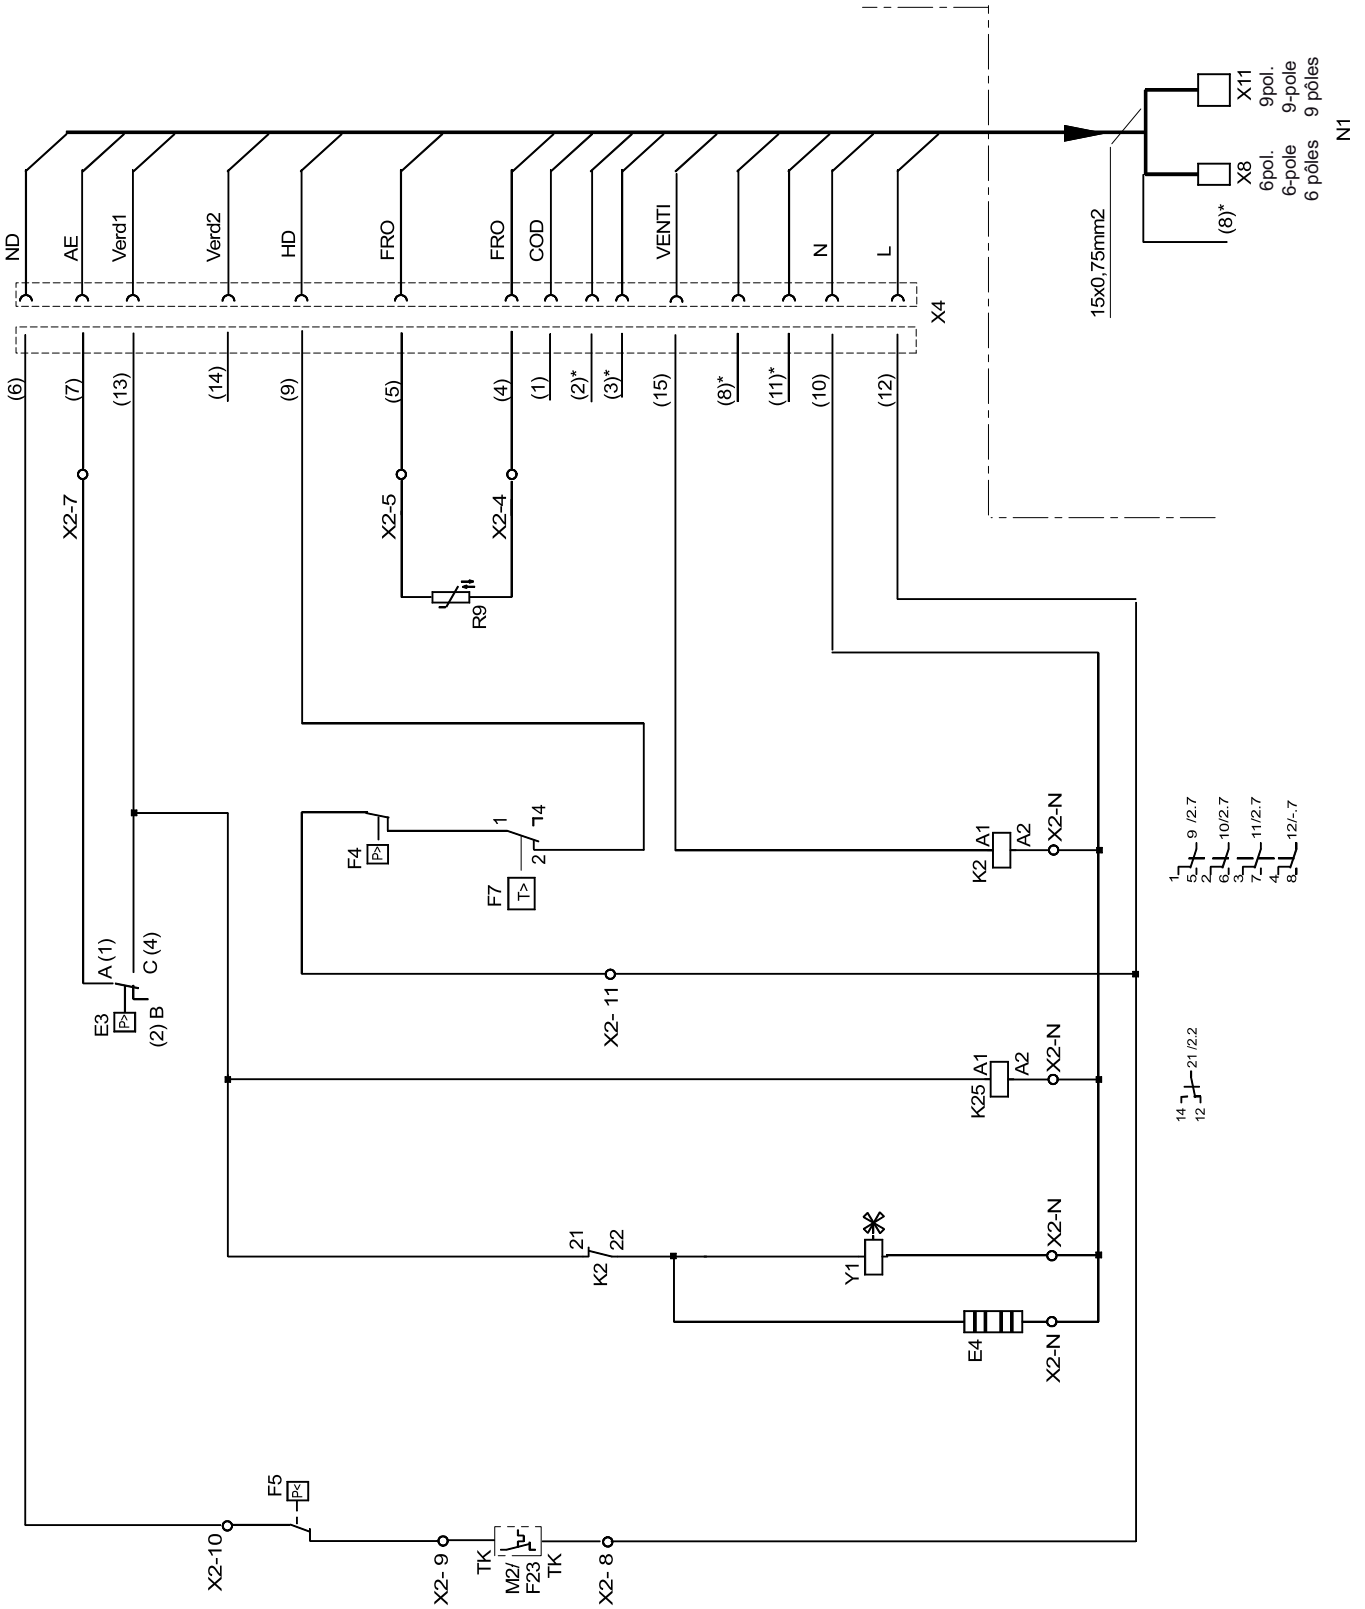 ND
AE
Verd1
Verd2
HD
FRO
FRO
COD
VENTI
N
L
X4
(6)
(7)
(13)
(14)
(9)
(5)
(4)
(1)
(2)*
(3)*
(15)
(8)*
(11)*
(10)
(12)
15x0,75mm2
X11
9pol.
9-pole
9 pôles
X8
6pol.
6-pole
6 pôles
(8)*
N1
X2-7
X2-5
X2-4
R9
F4
P>
F7
T>
1
4
2
E3
P>
A (1)
C (4)
(2) B
X2- 11
K2
A1
A2
X2-N
K25
A1
A2
X2-N
K2
21
22
Y1
X2-N
E4
X2-N
X2-10
F5
P<
X2- 9
TK
M2/
F23
TK
X2- 8
1
5
9 /2.7
2
6
10/2.7
3
7
11/2.7
4
8
12/-.7
14
12
21 /2.2